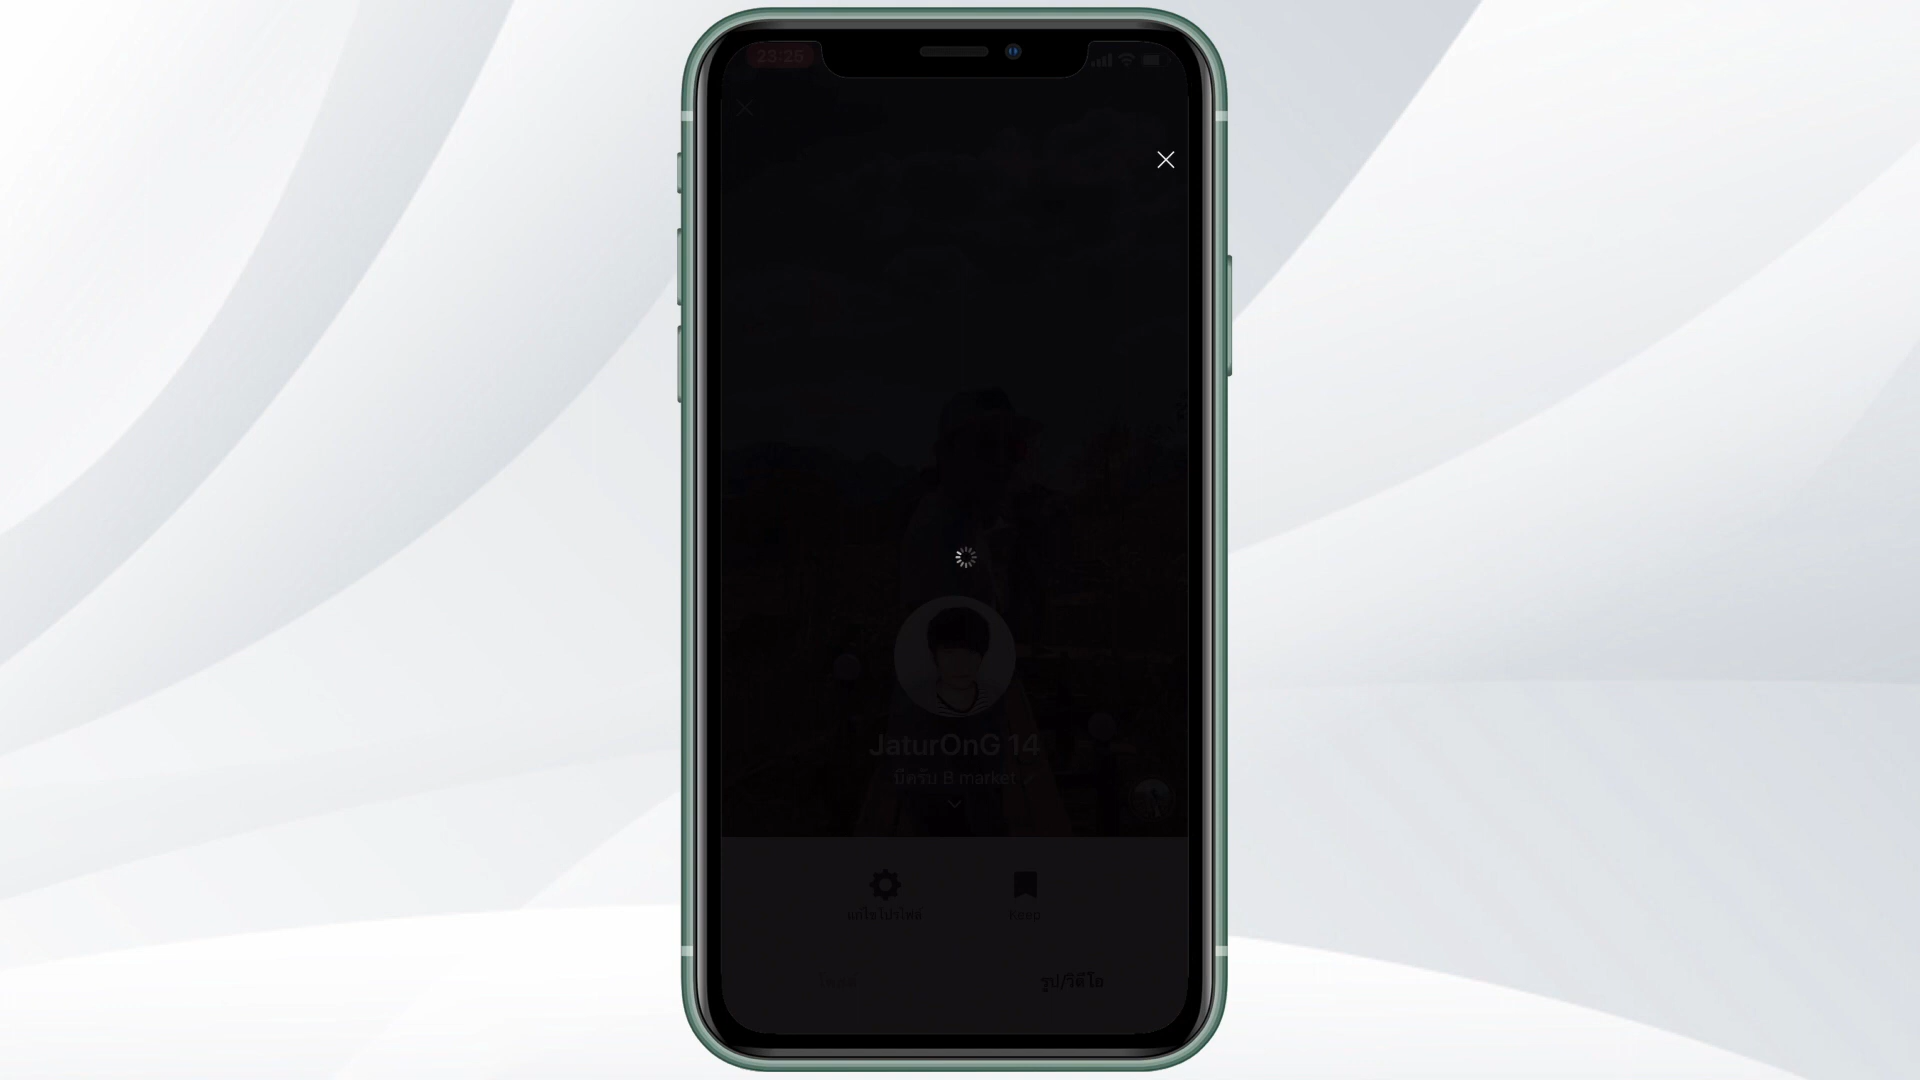 23:25
JaturOnG 14
บีครับ B market
แก้ไขโปรไฟล์
Keep
โพสต์
รูป/วิดีโอ